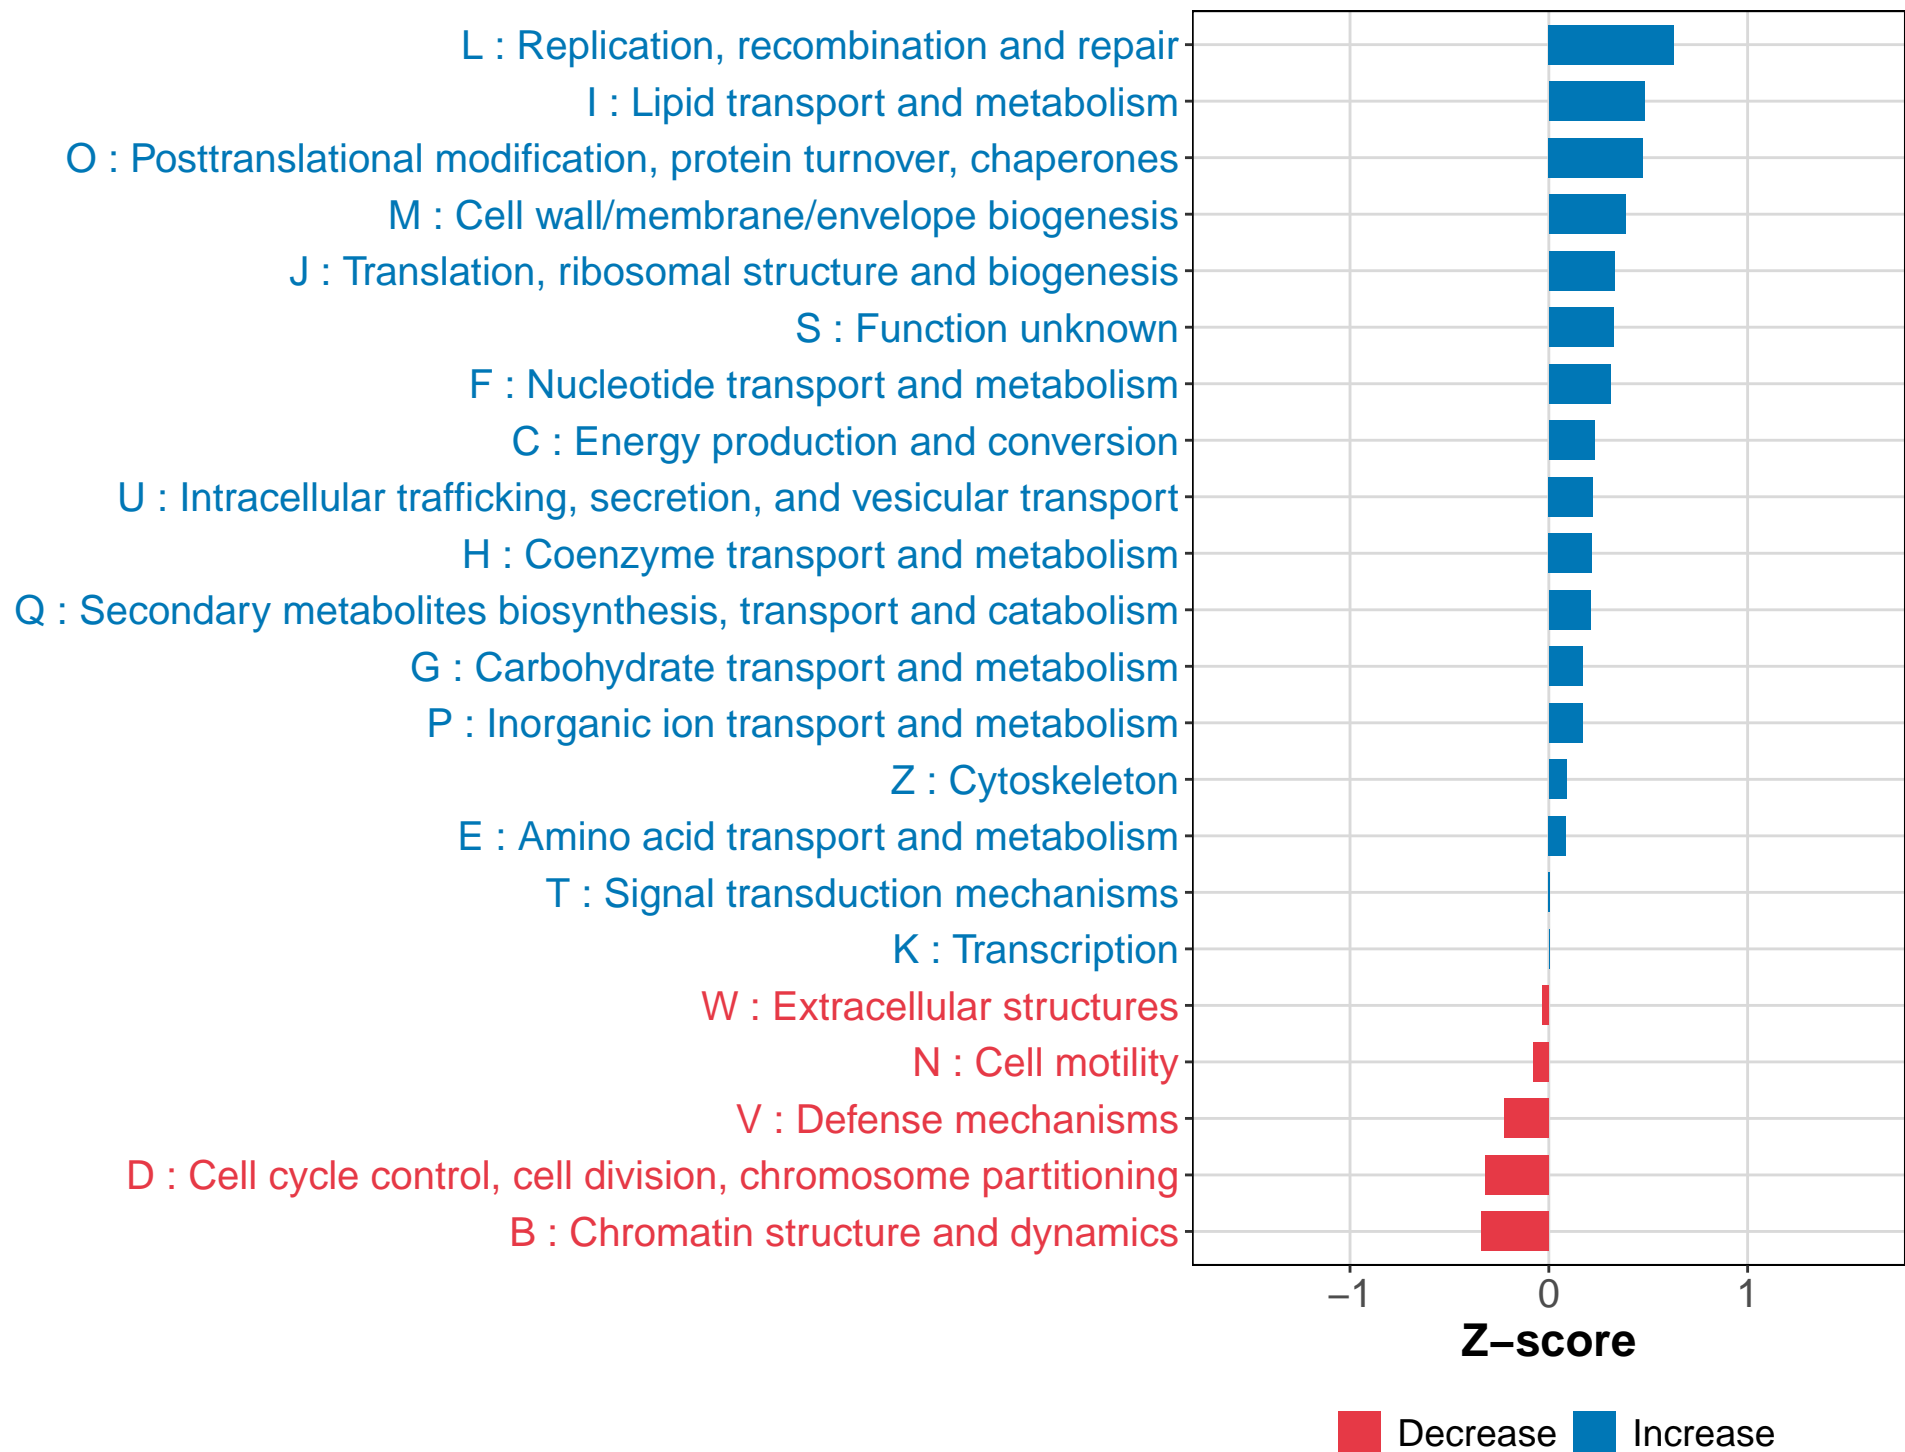 L : Replication, recombination and repair
I : Lipid transport and metabolism
O : Posttranslational modification, protein turnover, chaperones
M : Cell wall/membrane/envelope biogenesis
J : Translation, ribosomal structure and biogenesis
S : Function unknown
F : Nucleotide transport and metabolism
C : Energy production and conversion
U : Intracellular trafficking, secretion, and vesicular transport
H : Coenzyme transport and metabolism
Q : Secondary metabolites biosynthesis, transport and catabolism
G : Carbohydrate transport and metabolism
P : Inorganic ion transport and metabolism
Z : Cytoskeleton
E : Amino acid transport and metabolism
T : Signal transduction mechanisms
K : Transcription
W : Extracellular structures
N : Cell motility
V : Defense mechanisms
D : Cell cycle control, cell division, chromosome partitioning
B : Chromatin structure and dynamics
−1 0 1
Z−score
Decrease Increase